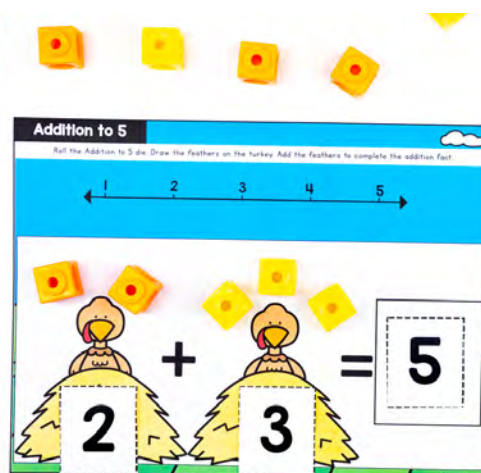 Addition to 5
Roll the Addition to 5 die. Draw the feathers on the turkey. Add the feathers to complete the addition fact.
1 2 3 4 5
2 + 3 = 5